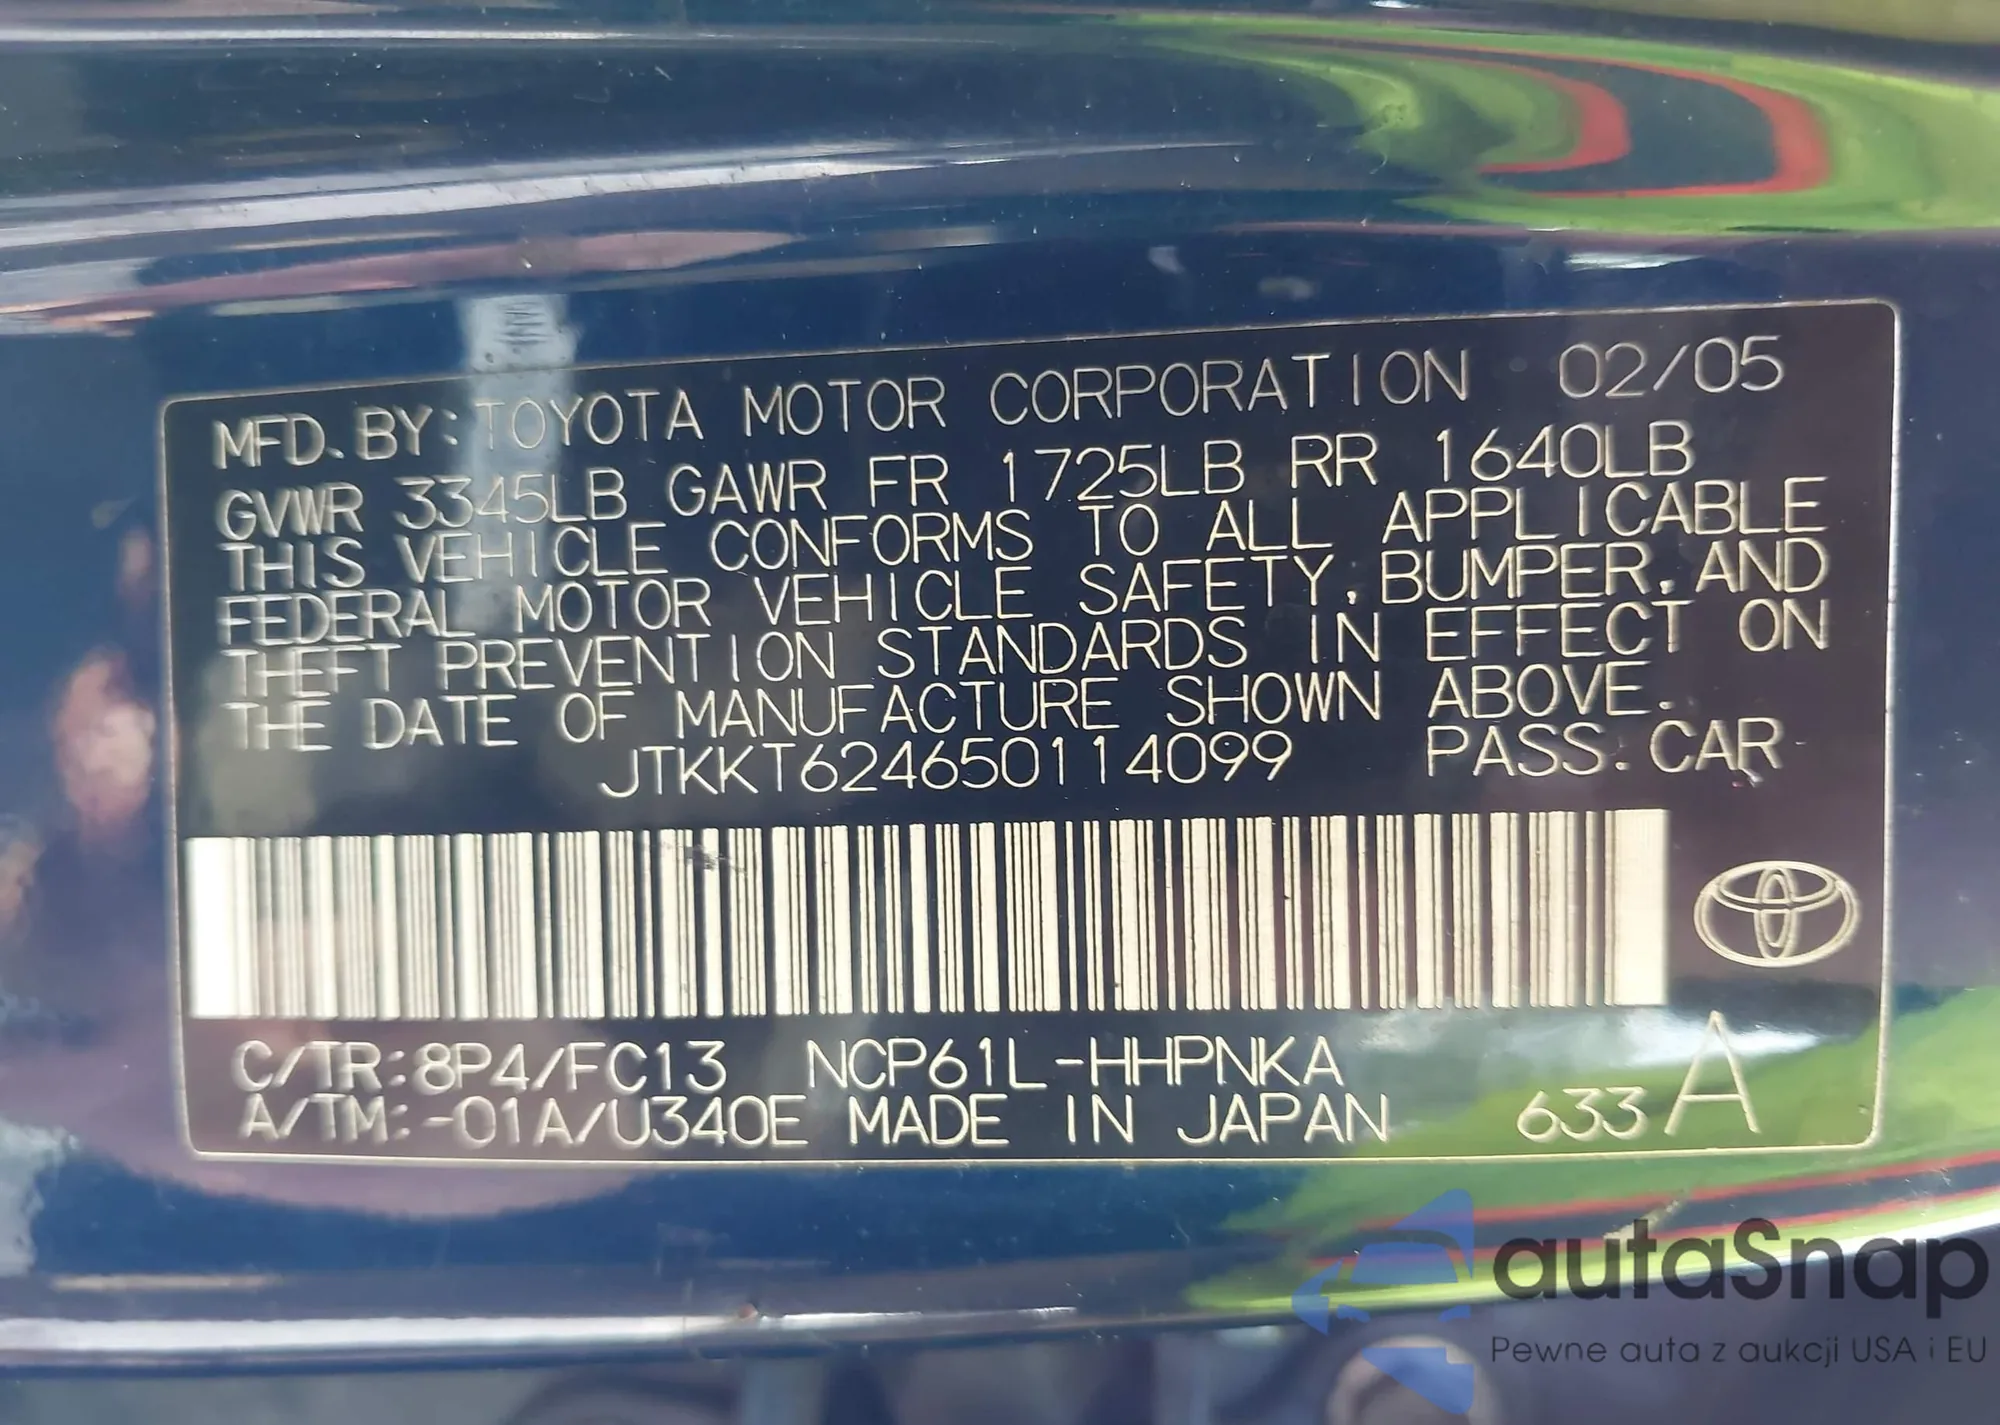 MFD. BY: TOYOTA MOTOR CORPORATION 02/05
GVWR 3345LB GAWR FR 1725LB RR 1640LB
THIS VEHICLE CONFORMS TO ALL APPLICABLE
FEDERAL MOTOR VEHICLE SAFETY, BUMPER, AND
THEFT PREVENTION STANDARDS IN EFFECT ON
THE DATE OF MANUFACTURE SHOWN ABOVE.
JTKKT624650114099 PASS. CAR
C/TR:8P4/FC13 NCP61L-HHPNKA
A/TM:-01A/U340E MADE IN JAPAN 633A
autaSnap
Pewne auta z aukcji USA i EU